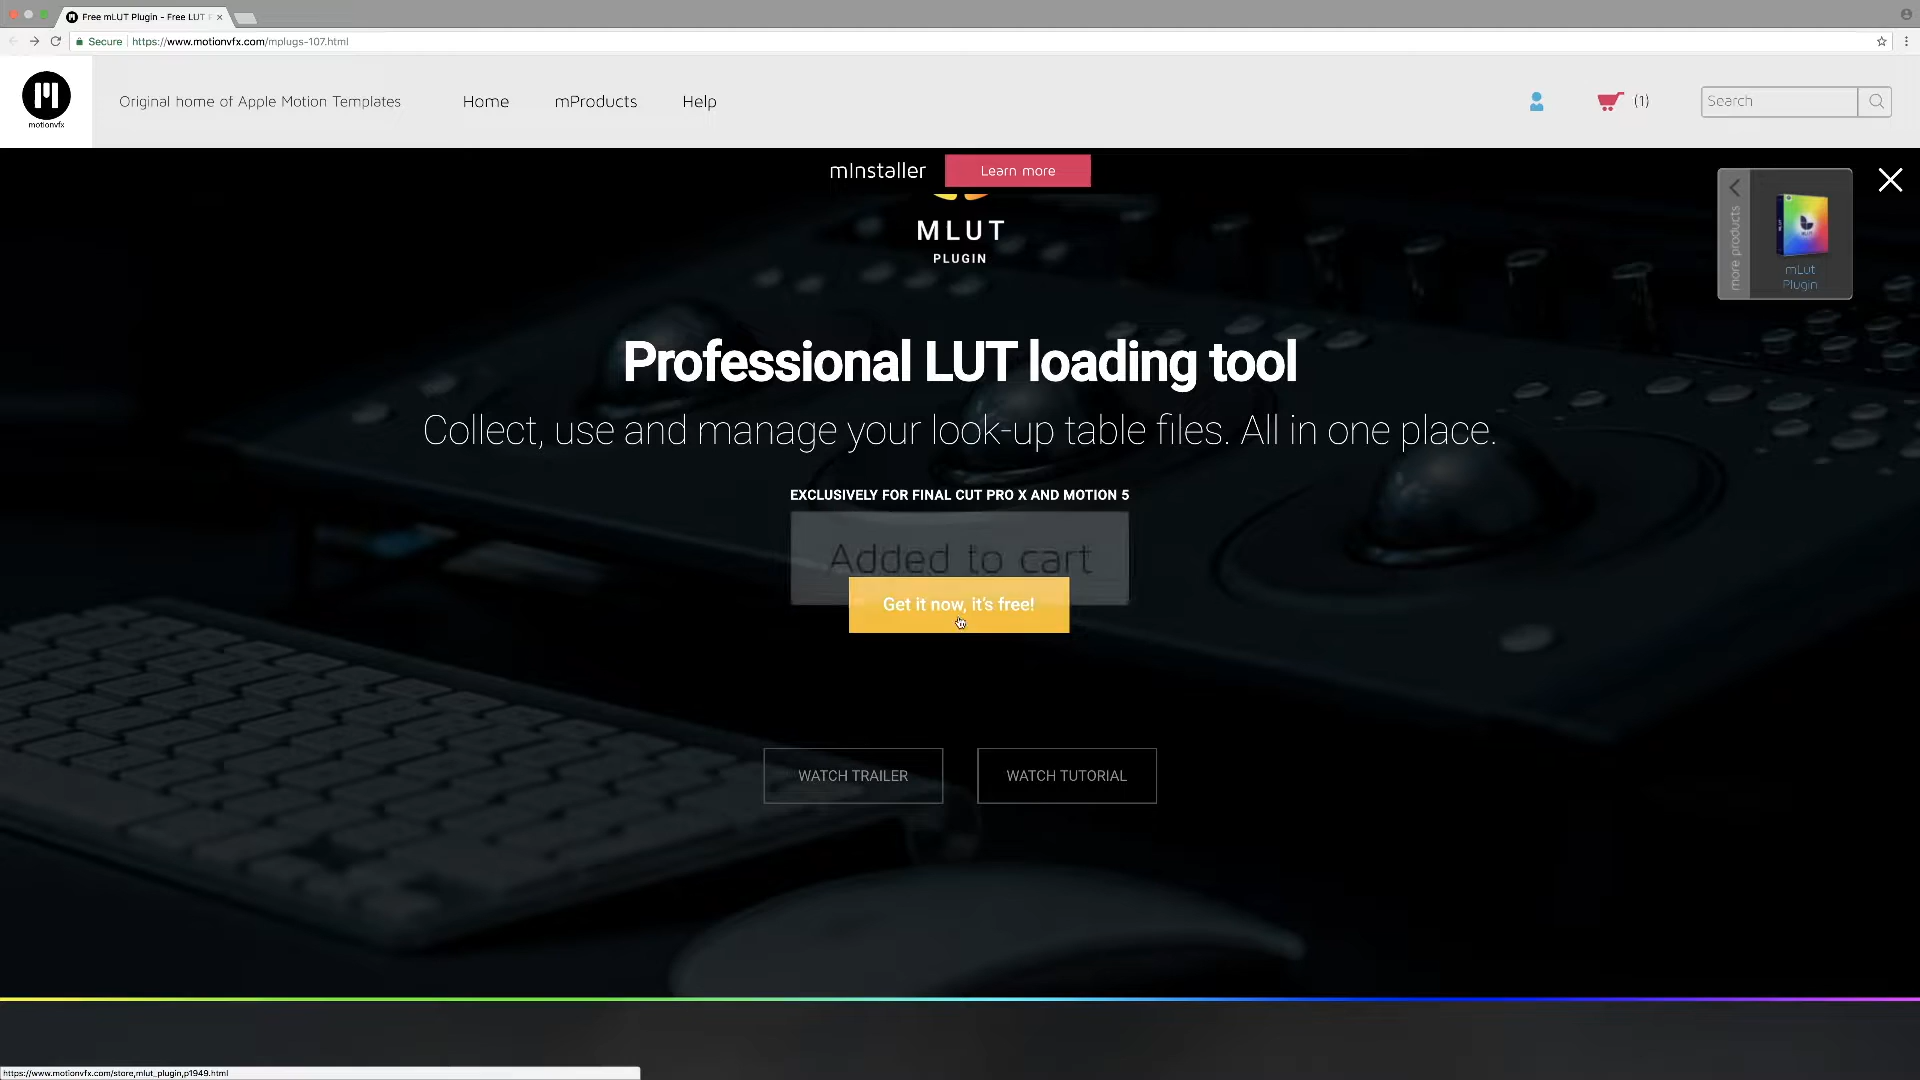 Free mLUT Plugin - Free LUT P
Secure https://www.motionvfx.com/mplugs-107.html
motionvfx
Original home of Apple Motion Templates
Home
mProducts
Help
(1)
Search
mInstaller
Learn more
more products
mLut
Plugin
MLUT
PLUGIN
Professional LUT loading tool
Collect, use and manage your look-up table files. All in one place.
EXCLUSIVELY FOR FINAL CUT PRO X AND MOTION 5
Added to cart
Get it now, it's free!
WATCH TRAILER
WATCH TUTORIAL
https://www.motionvfx.com/store,mlut_plugin,p1949.html